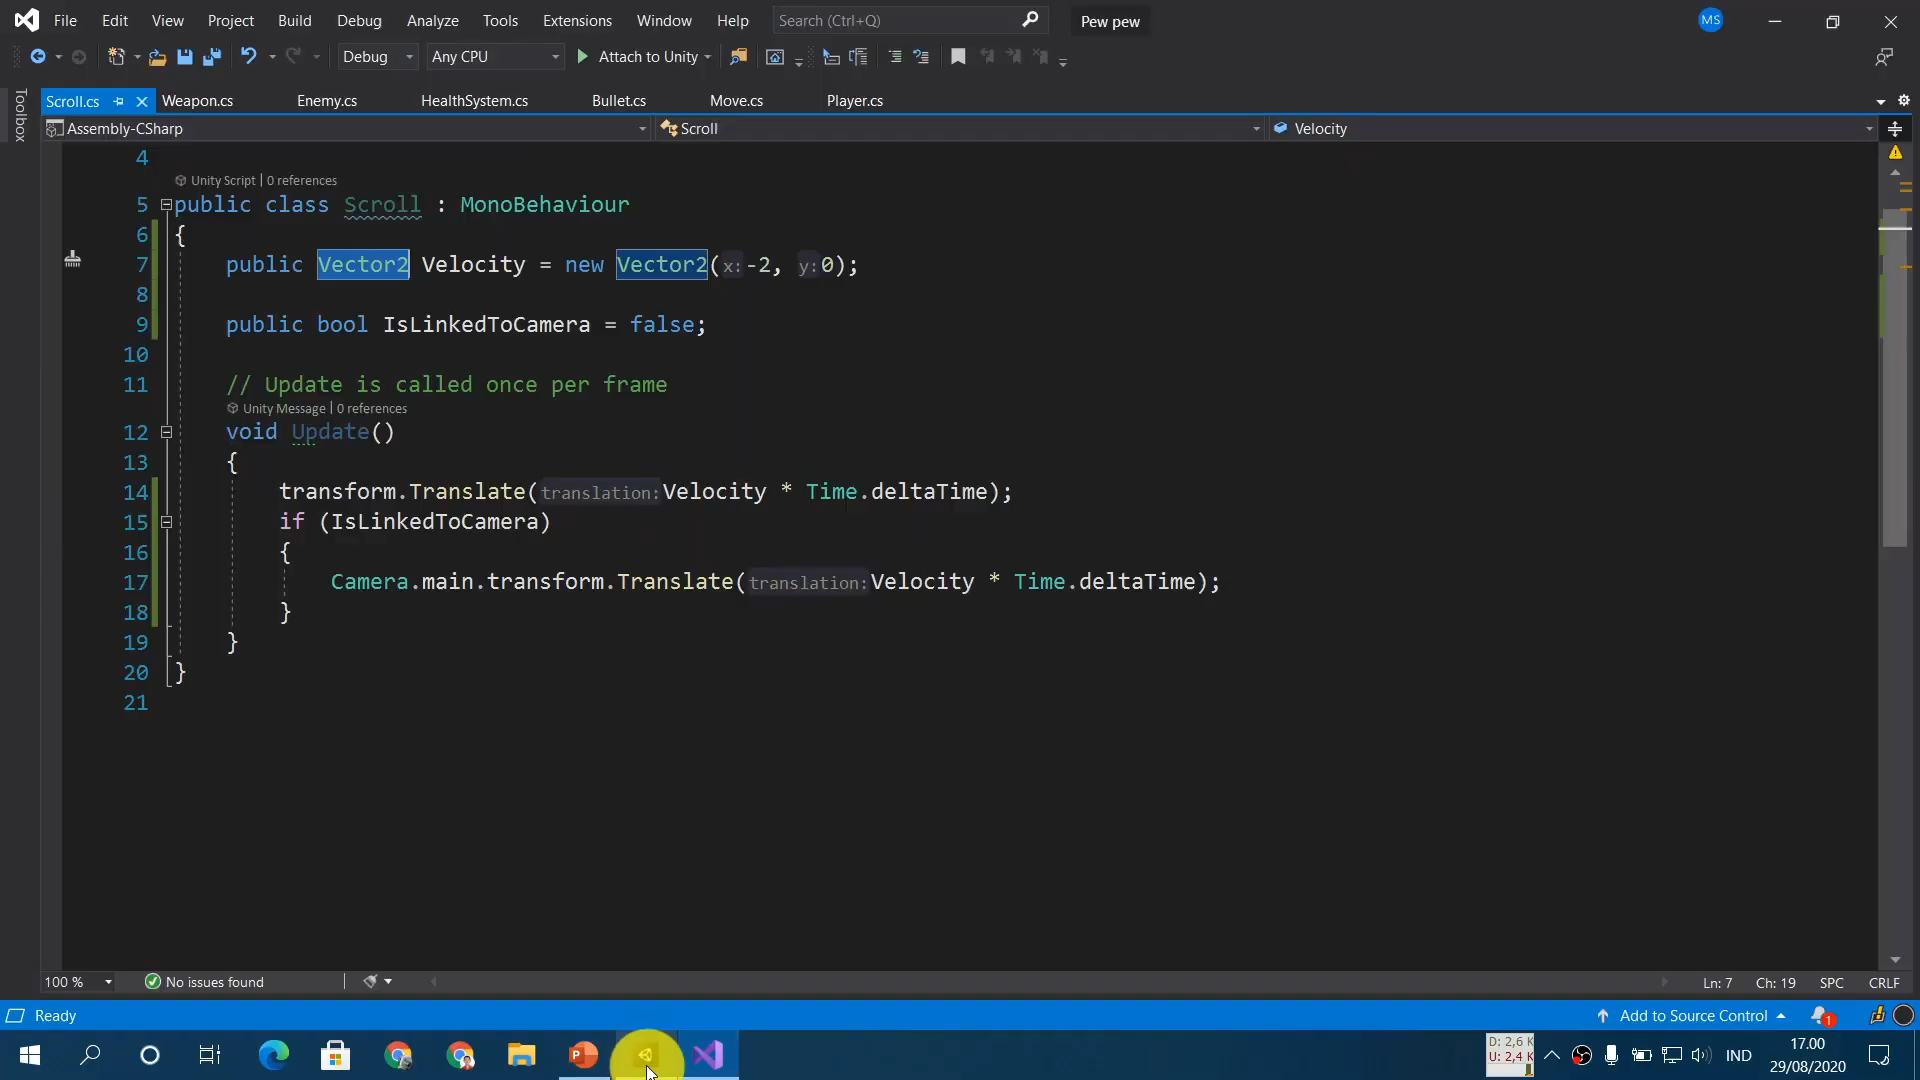 File Edit View Project Build Debug Analyze Tools Extensions Window Help Search (Ctrl+Q) Pew pew MS
Debug Any CPU Attach to Unity
Toolbox
Scroll.cs Weapon.cs Enemy.cs HealthSystem.cs Bullet.cs Move.cs Player.cs
Assembly-CSharp Scroll Velocity
4
Unity Script | 0 references
5 public class Scroll : MonoBehaviour
6 {
7 public Vector2 Velocity = new Vector2(x:-2, y:0);
8
9 public bool IsLinkedToCamera = false;
10
11 // Update is called once per frame
Unity Message | 0 references
12 void Update()
13 {
14 transform.Translate(translation:Velocity * Time.deltaTime);
15 if (IsLinkedToCamera)
16 {
17 Camera.main.transform.Translate(translation:Velocity * Time.deltaTime);
18 }
19 }
20 }
21
100 % No issues found Ln: 7 Ch: 19 SPC CRLF
Ready Add to Source Control 1
D: 2,6 K
U: 2,4 K
IND
17.00
29/08/2020